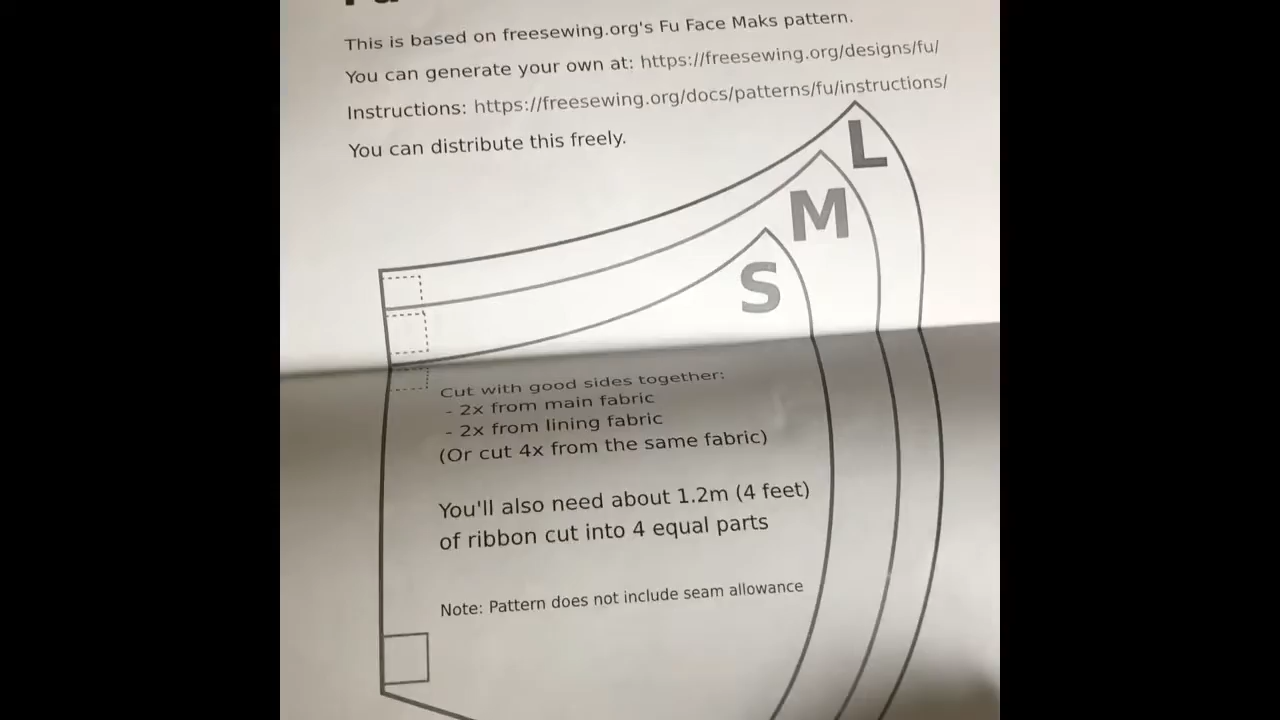 This is based on freesewing.org's Fu Face Maks pattern.
You can generate your own at: https://freesewing.org/designs/fu/
Instructions: https://freesewing.org/docs/patterns/fu/instructions/
You can distribute this freely.
L
M
S
Cut with good sides together:
- 2x from main fabric
- 2x from lining fabric
(Or cut 4x from the same fabric)
You'll also need about 1.2m (4 feet)
of ribbon cut into 4 equal parts
Note: Pattern does not include seam allowance